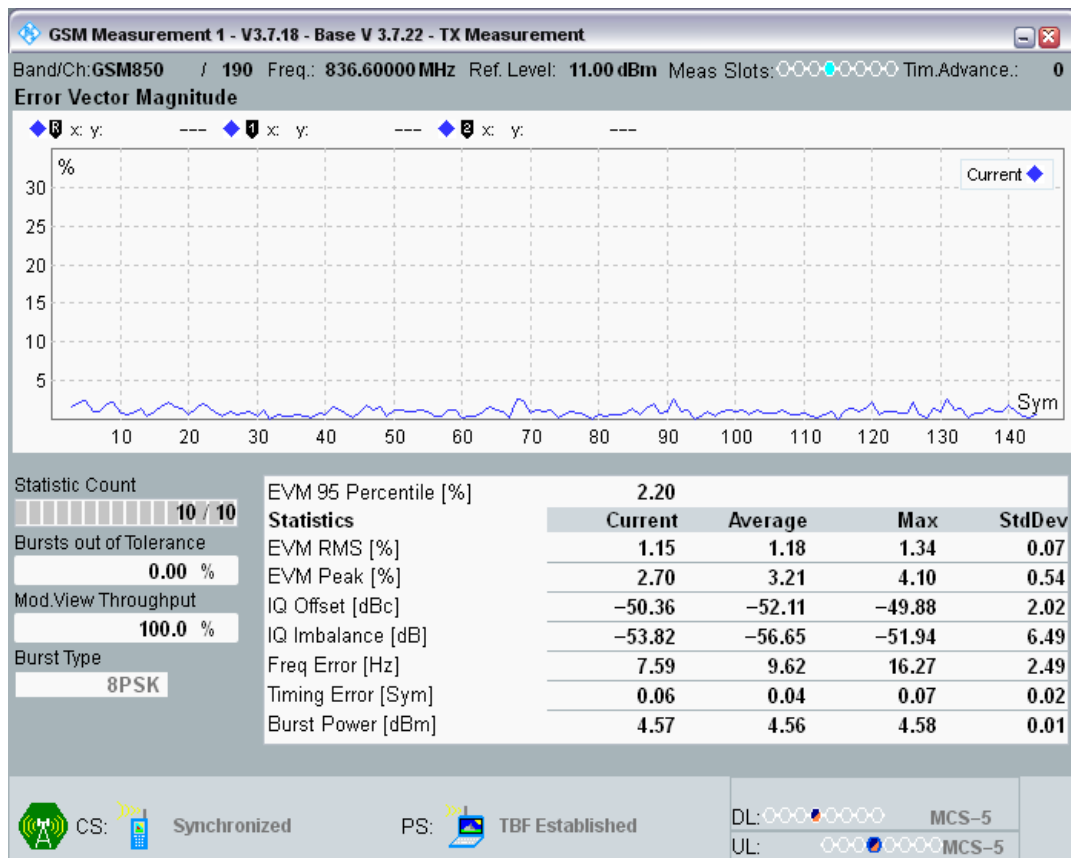 GSM Measurement 1 - V3.7.18 - Base V 3.7.22 - TX Measurement
Band/Ch:GSM850 / 190 Freq.: 836.60000 MHz Ref. Level: 11.00 dBm Meas Slots: Tim.Advance.: 0
Error Vector Magnitude
R x: y: --- 1 x: y: --- 2 x: y: ---
%
Current
30
25
20
15
10
5
Sym
10 20 30 40 50 60 70 80 90 100 110 120 130 140
Statistic Count
10 / 10
Bursts out of Tolerance
0.00 %
Mod.View Throughput
100.0 %
Burst Type
8PSK
EVM 95 Percentile [%] 2.20
Statistics Current Average Max StdDev
EVM RMS [%] 1.15 1.18 1.34 0.07
EVM Peak [%] 2.70 3.21 4.10 0.54
IQ Offset [dBc] −50.36 −52.11 −49.88 2.02
IQ Imbalance [dB] −53.82 −56.65 −51.94 6.49
Freq Error [Hz] 7.59 9.62 16.27 2.49
Timing Error [Sym] 0.06 0.04 0.07 0.02
Burst Power [dBm] 4.57 4.56 4.58 0.01
CS: Synchronized PS: TBF Established
DL: MCS−5
UL: MCS−5